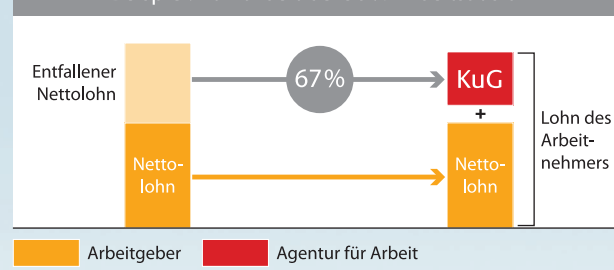 Entfallener
Nettolohn
67%
KuG
+
Netto-
lohn
Netto-
lohn
Lohn des
Arbeit-
nehmers
Arbeitgeber
Agentur für Arbeit